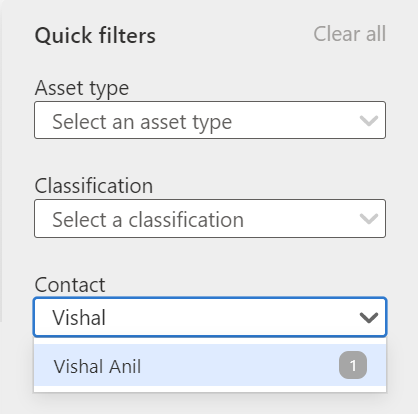 Quick filters Clear all
Asset type
Select an asset type
Classification
Select a classification
Contact
Vishal
Vishal Anil 1